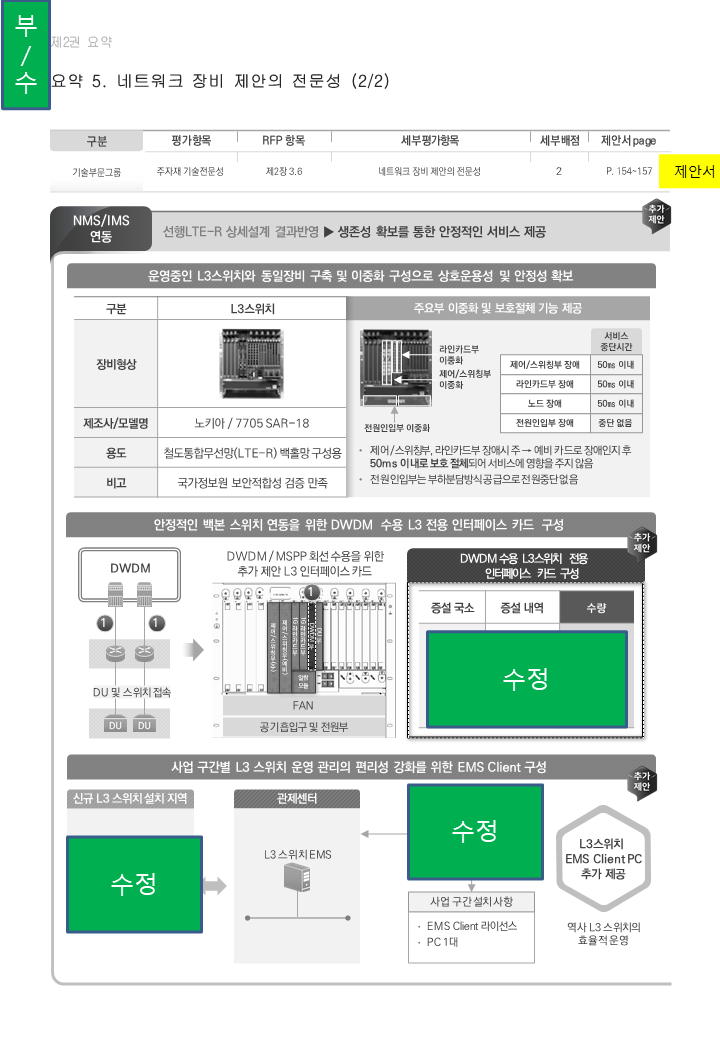 부
/
수
제2권 요약
요약 5. 네트워크 장비 제안의 전문성 (2/2)
구분 평가항목 RFP 항목 세부평가항목 세부배점 제안서 page
기술부문그룹 주자재 기술전문성 제2장 3.6 네트워크 장비 제안의 전문성 2 P. 154~157
제안서
NMS/IMS
연동
선행LTE-R 상세설계 결과반영 ▶ 생존성 확보를 통한 안정적인 서비스 제공
추가
제안
운영중인 L3스위치와 동일장비 구축 및 이중화 구성으로 상호운용성 및 안정성 확보
구분 L3스위치
장비형상
제조사/모델명 노키아 / 7705 SAR-18
용도 철도통합무선망(LTE-R) 백홀망 구성용
비고 국가정보원 보안적합성 검증 만족
주요부 이중화 및 보호절체 기능 제공
라인카드부
이중화
제어/스위칭부
이중화
전원인입부 이중화
서비스
중단시간
제어/스위칭부 장애 50㎳ 이내
라인카드부 장애 50㎳ 이내
노드 장애 50㎳ 이내
전원인입부 장애 중단 없음
· 제어/스위칭부, 라인카드부 장애시 주 → 예비 카드로 장애인지 후
50ms 이내로 보호 절체되어 서비스에 영향을 주지 않음
· 전원인입부는 부하분담방식 공급으로 전원중단 없음
안정적인 백본 스위치 연동을 위한 DWDM 수용 L3 전용 인터페이스 카드 구성
추가
제안
DWDM
1 1
DU 및 스위치 접속
DU DU
DWDM / MSPP 회선 수용을 위한
추가 제안 L3 인터페이스 카드
1
제어/스위칭부(주)
제어/스위칭부(예비)
알람
모듈
FAN
공기흡입구 및 전원부
DWDM 수용 L3스위치 전용
인터페이스 카드 구성
증설 국소 증설 내역 수량
수정
사업 구간별 L3 스위치 운영 관리의 편리성 강화를 위한 EMS Client 구성
추가
제안
신규 L3 스위치 설치 지역
수정
관제센터
L3 스위치 EMS
수정
사업 구간 설치 사항
· EMS Client 라이선스
· PC 1대
L3스위치
EMS Client PC
추가 제공
역사 L3 스위치의
효율적 운영